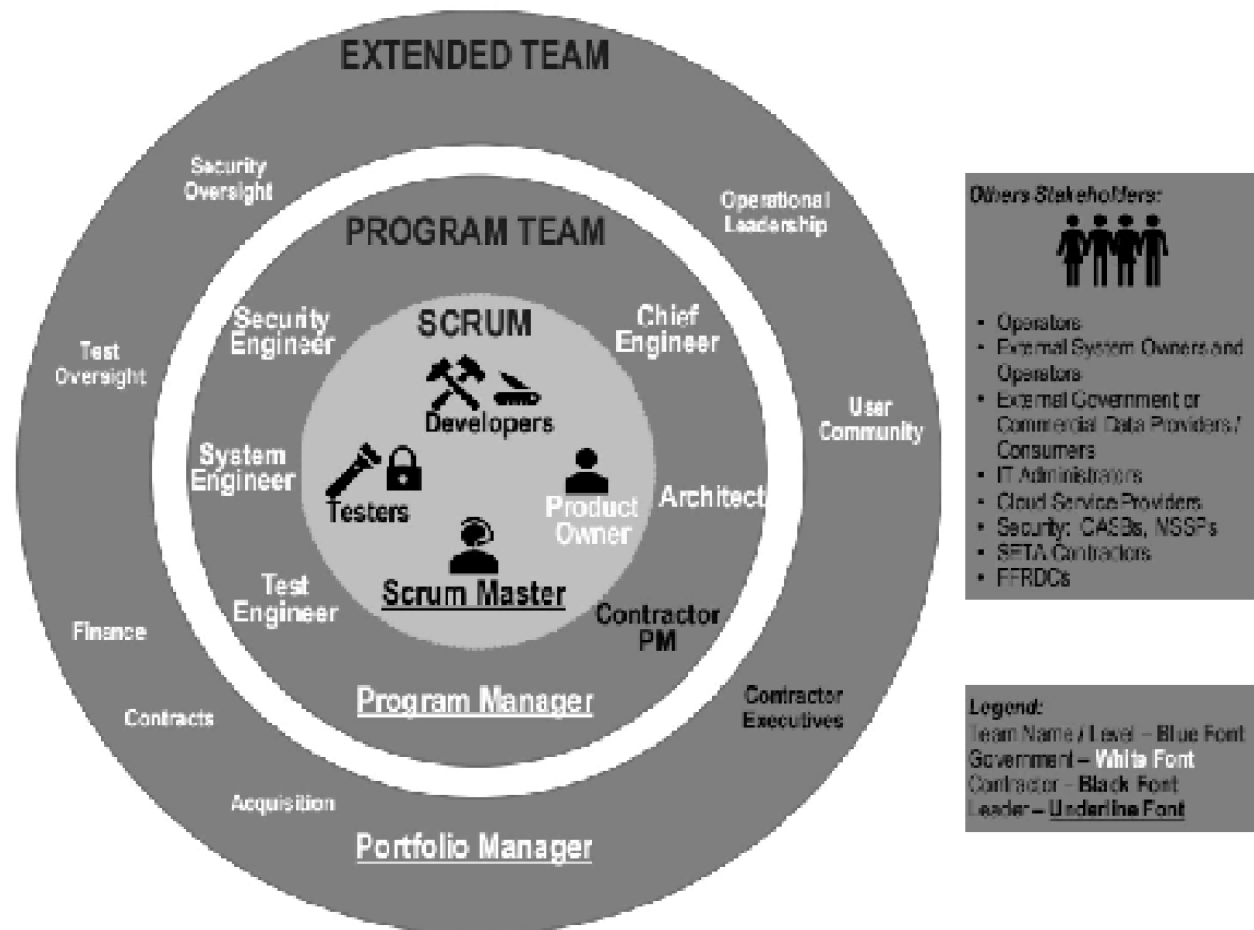 EXTENDED TEAM
Security
Oversight
Operational
Leadership
PROGRAM TEAM
Security
Engineer
SCRUM
Chief
Engineer
Test
Oversight
Developers
User
Community
System
Engineer
Testers
Product
Owner
Architect
Test
Engineer
Scrum Master
Contractor
PM
Finance
Program Manager
Contracts
Contractor
Executives
Acquisition
Portfolio Manager
Others Stakeholders:
• Operators
• External System Owners and
Operators
• External Government or
Commercial Data Providers /
Consumers
• IT Administrators
• Cloud Service Providers
• Security: CASBs, MSSPs
• SETA Contractors
• FFRDCs
Legend:
Team Name / Level – Blue Font
Government – White Font
Contractor – Black Font
Leader – Underline Font